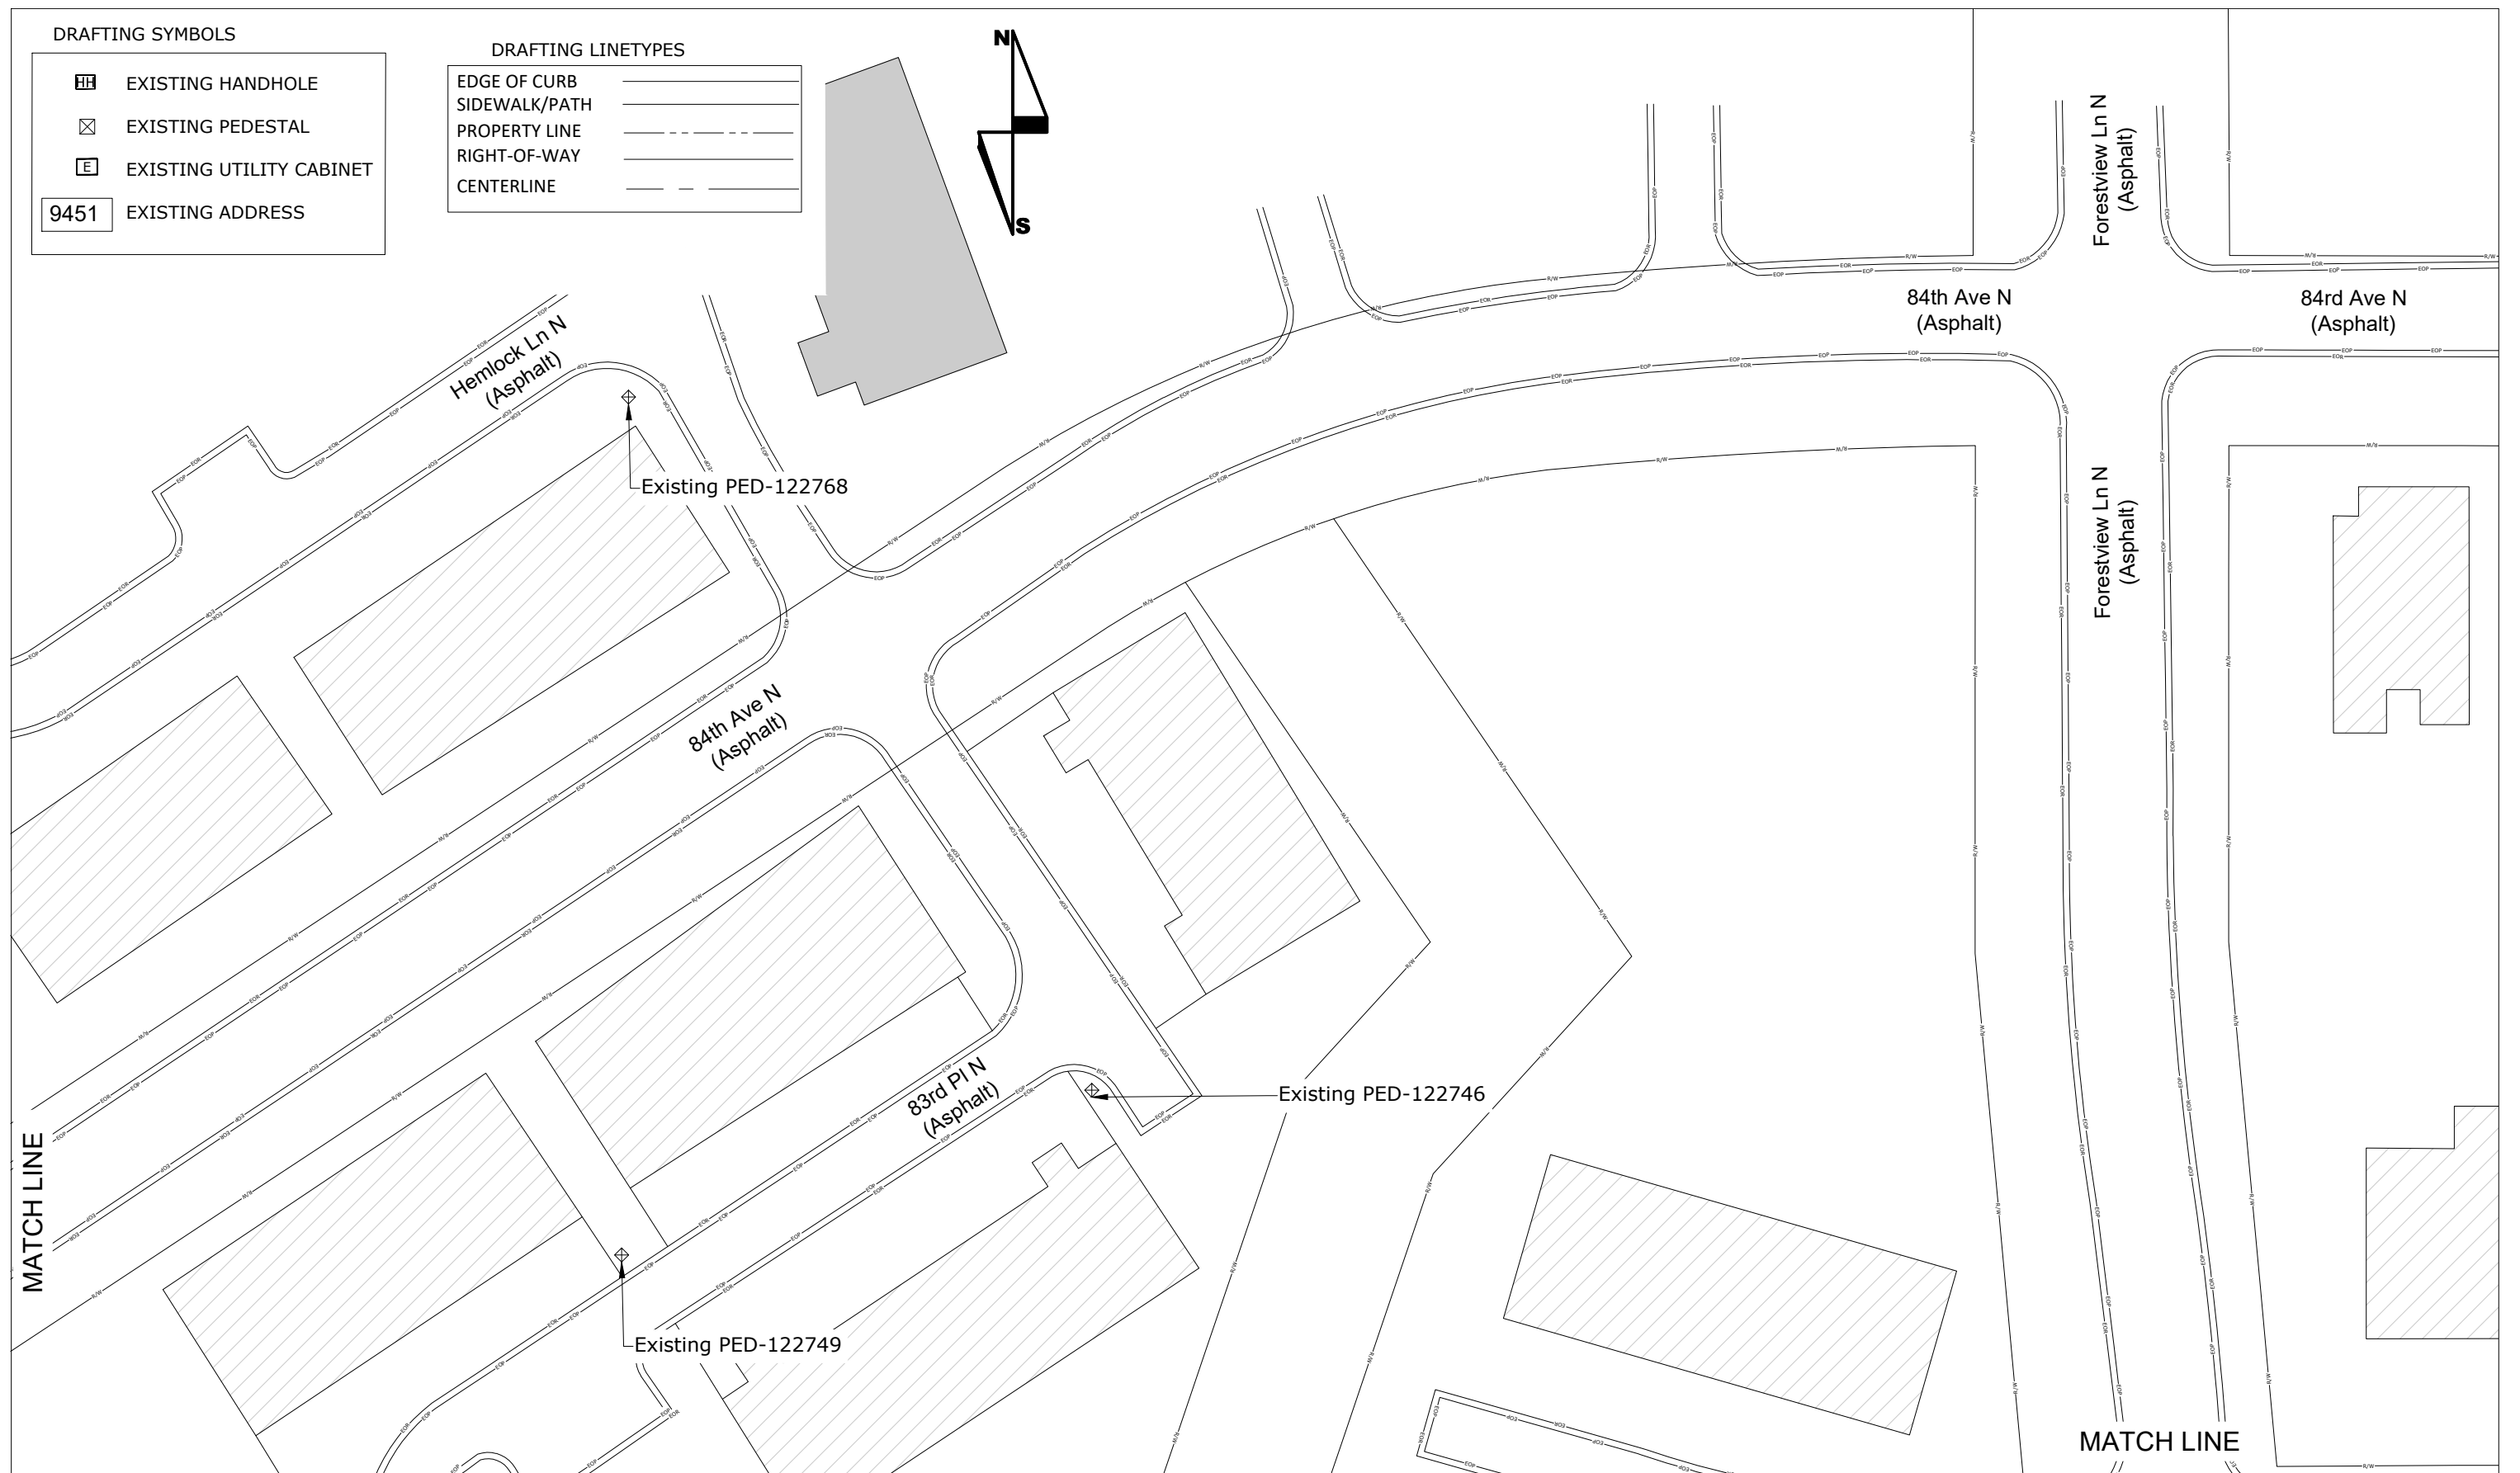 DRAFTING SYMBOLS
HH EXISTING HANDHOLE
EXISTING PEDESTAL
E EXISTING UTILITY CABINET
9451 EXISTING ADDRESS
DRAFTING LINETYPES
EDGE OF CURB
SIDEWALK/PATH
PROPERTY LINE
RIGHT-OF-WAY
CENTERLINE
N
S
Forestview Ln N
(Asphalt)
84th Ave N
(Asphalt)
84rd Ave N
(Asphalt)
Hemlock Ln N
(Asphalt)
Existing PED-122768
Forestview Ln N
(Asphalt)
84th Ave N
(Asphalt)
83rd Pl N
(Asphalt)
Existing PED-122746
Existing PED-122749
MATCH LINE
MATCH LINE